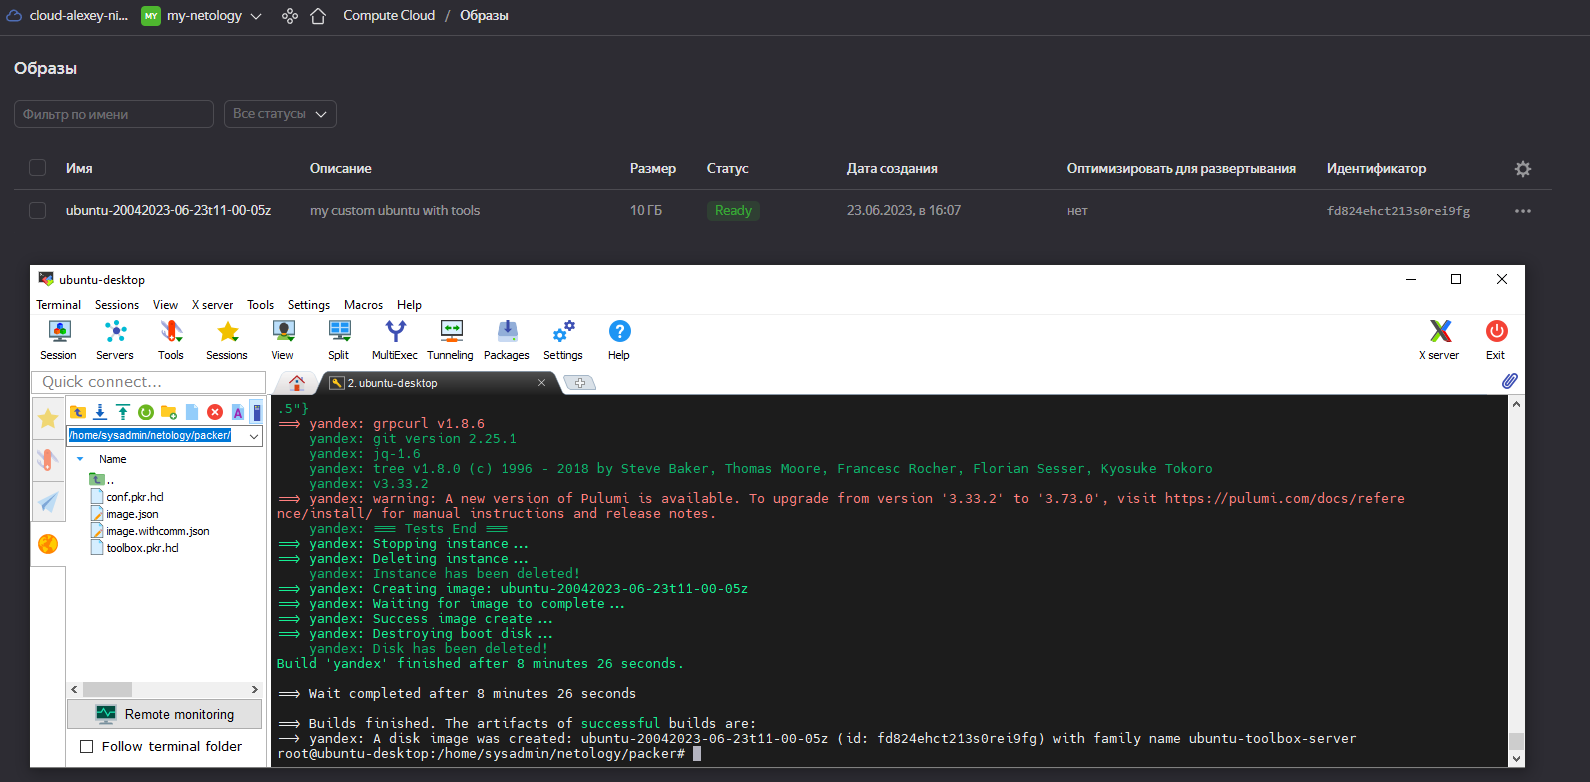 cloud-alexey-ni... MY my-netology Compute Cloud / Образы
Образы
Фильтр по имени Все статусы
Имя Описание Размер Статус Дата создания Оптимизировать для развертывания Идентификатор
ubuntu-20042023-06-23t11-00-05z my custom ubuntu with tools 10 ГБ Ready 23.06.2023, в 16:07 нет fd824ehct213s0rei9fg
ubuntu-desktop
Terminal Sessions View X server Tools Settings Macros Help
Session Servers Tools Sessions View Split MultiExec Tunneling Packages Settings Help X server Exit
Quick connect...
2. ubuntu-desktop
/home/sysadmin/netology/packer/
Name
..
conf.pkr.hcl
image.json
image.withcomm.json
toolbox.pkr.hcl
Remote monitoring
Follow terminal folder
.5"}
==> yandex: grpcurl v1.8.6
yandex: git version 2.25.1
yandex: jq-1.6
yandex: tree v1.8.0 (c) 1996 - 2018 by Steve Baker, Thomas Moore, Francesc Rocher, Florian Sesser, Kyosuke Tokoro
yandex: v3.33.2
==> yandex: warning: A new version of Pulumi is available. To upgrade from version '3.33.2' to '3.73.0', visit https://pulumi.com/docs/refere
nce/install/ for manual instructions and release notes.
yandex: === Tests End ===
==> yandex: Stopping instance...
==> yandex: Deleting instance...
yandex: Instance has been deleted!
==> yandex: Creating image: ubuntu-20042023-06-23t11-00-05z
==> yandex: Waiting for image to complete...
==> yandex: Success image create...
==> yandex: Destroying boot disk...
yandex: Disk has been deleted!
Build 'yandex' finished after 8 minutes 26 seconds.
==> Wait completed after 8 minutes 26 seconds
==> Builds finished. The artifacts of successful builds are:
--> yandex: A disk image was created: ubuntu-20042023-06-23t11-00-05z (id: fd824ehct213s0rei9fg) with family name ubuntu-toolbox-server
root@ubuntu-desktop:/home/sysadmin/netology/packer#